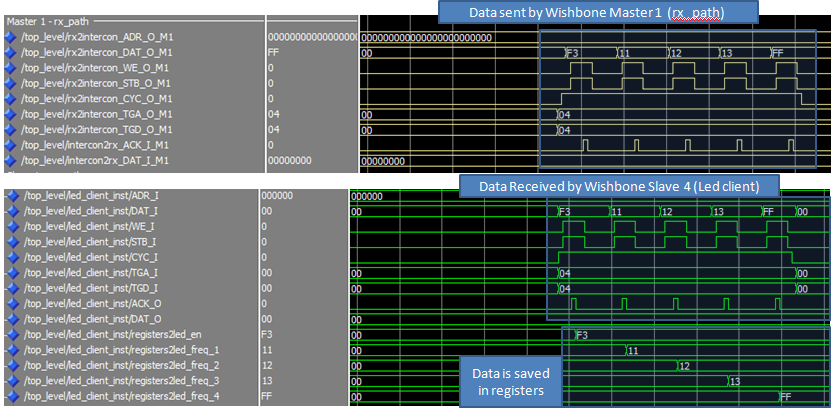 Data sent by Wishbone Master 1 (rx_path)
Master 1 - rx_path
/top_level/rx2intercon_ADR_O_M1 0000000000000000 00000000000000000000000
/top_level/rx2intercon_DAT_O_M1 FF 00 F3 11 12 13 FF
/top_level/rx2intercon_WE_O_M1 0
/top_level/rx2intercon_STB_O_M1 0
/top_level/rx2intercon_CYC_O_M1 0
/top_level/rx2intercon_TGA_O_M1 04 00 04
/top_level/rx2intercon_TGD_O_M1 04 00 04
/top_level/intercon2rx_ACK_I_M1 0
/top_level/intercon2rx_DAT_I_M1 00000000 00000000
Data Received by Wishbone Slave 4 (Led client)
/top_level/led_client_inst/ADR_I 000000 000000
/top_level/led_client_inst/DAT_I 00 00 F3 11 12 13 FF 00
/top_level/led_client_inst/WE_I 0
/top_level/led_client_inst/STB_I 0
/top_level/led_client_inst/CYC_I 0
/top_level/led_client_inst/TGA_I 00 00 04 00
/top_level/led_client_inst/TGD_I 00 00 04 00
/top_level/led_client_inst/ACK_O 0
/top_level/led_client_inst/DAT_O 00 00
/top_level/led_client_inst/registers2led_en F3 00 F3
/top_level/led_client_inst/registers2led_freq_1 11 00 11
/top_level/led_client_inst/registers2led_freq_2 12 00 12
/top_level/led_client_inst/registers2led_freq_3 13 00 13
/top_level/led_client_inst/registers2led_freq_4 FF 00 FF
Data is saved
in registers